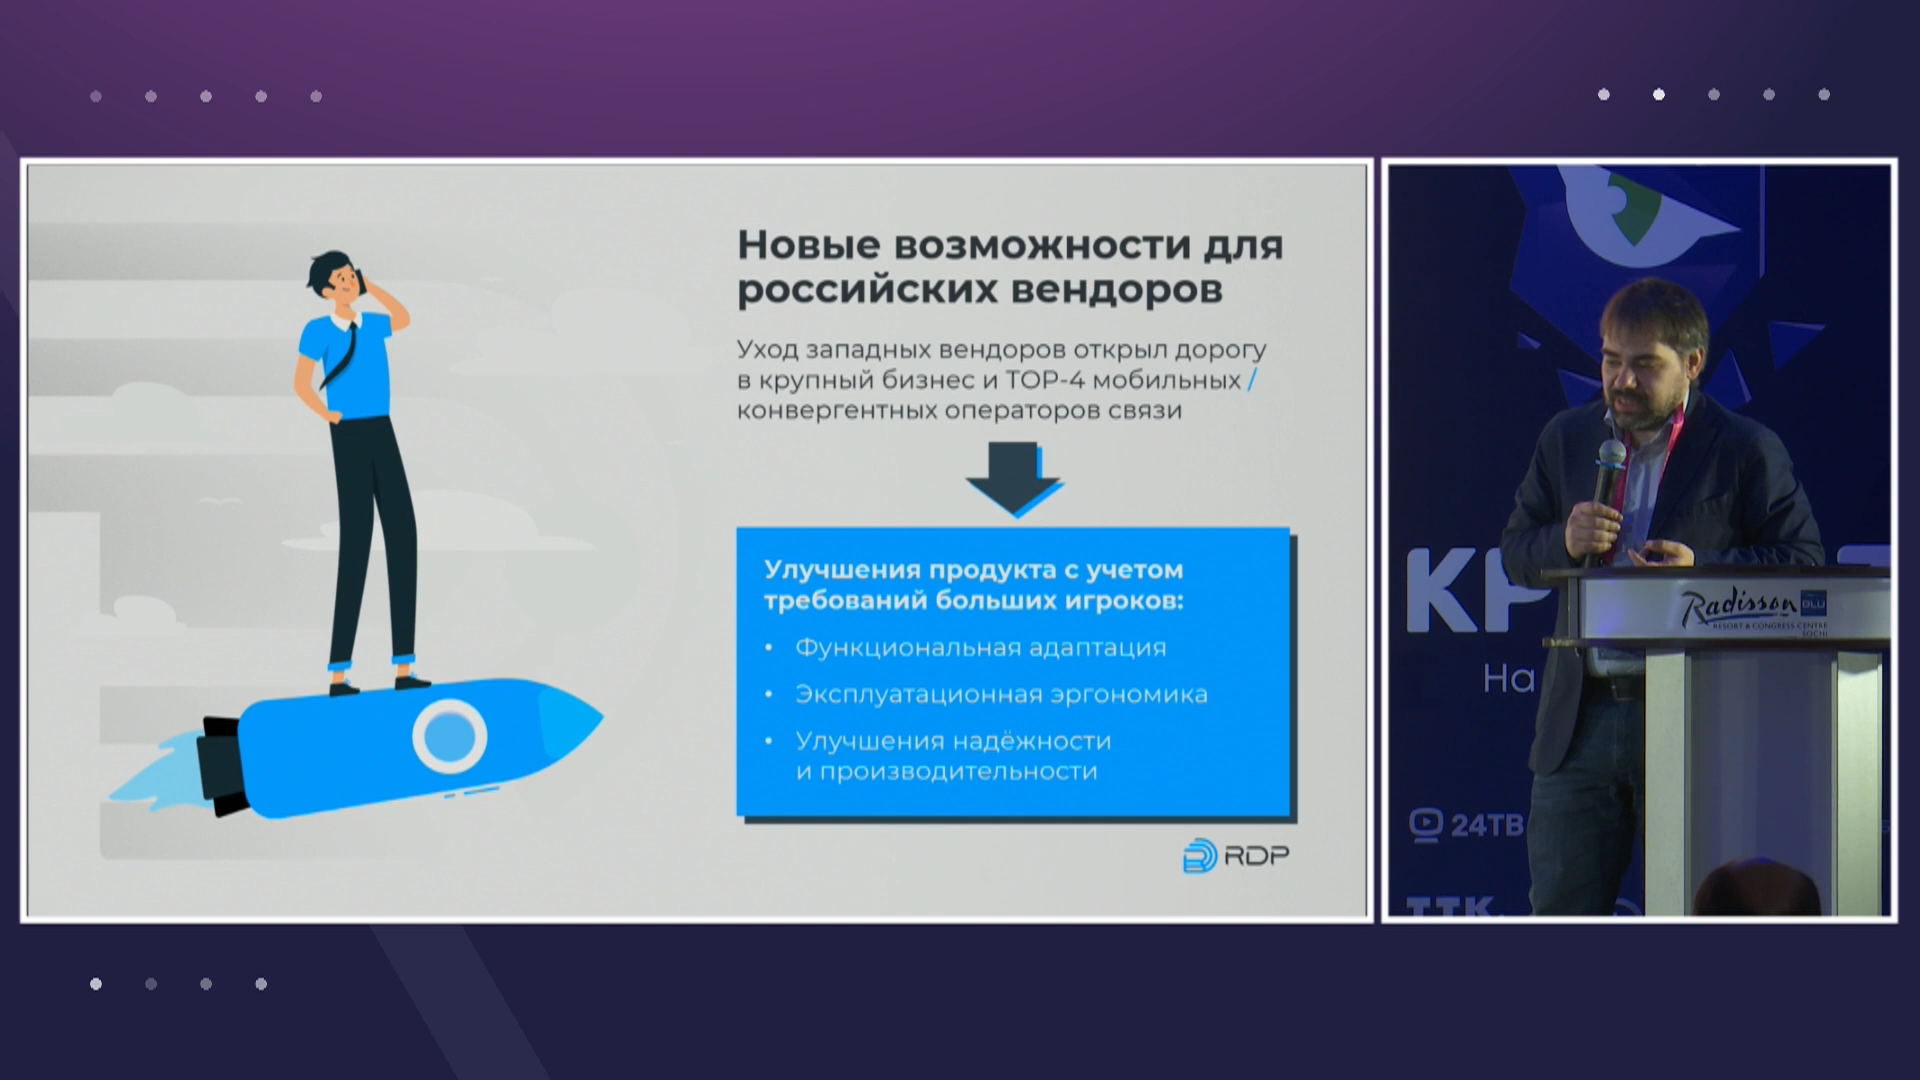 Новые возможности для
российских вендоров
Уход западных вендоров открыл дорогу
в крупный бизнес и TOP-4 мобильных /
конвергентных операторов связи
Улучшения продукта с учетом
требований больших игроков:
• Функциональная адаптация
• Эксплуатационная эргономика
• Улучшения надёжности
и производительности
RDP
Radisson
BLU
RESORT & CONGRESS CENTRE
SOCHI
На
24ТВ
ТТК